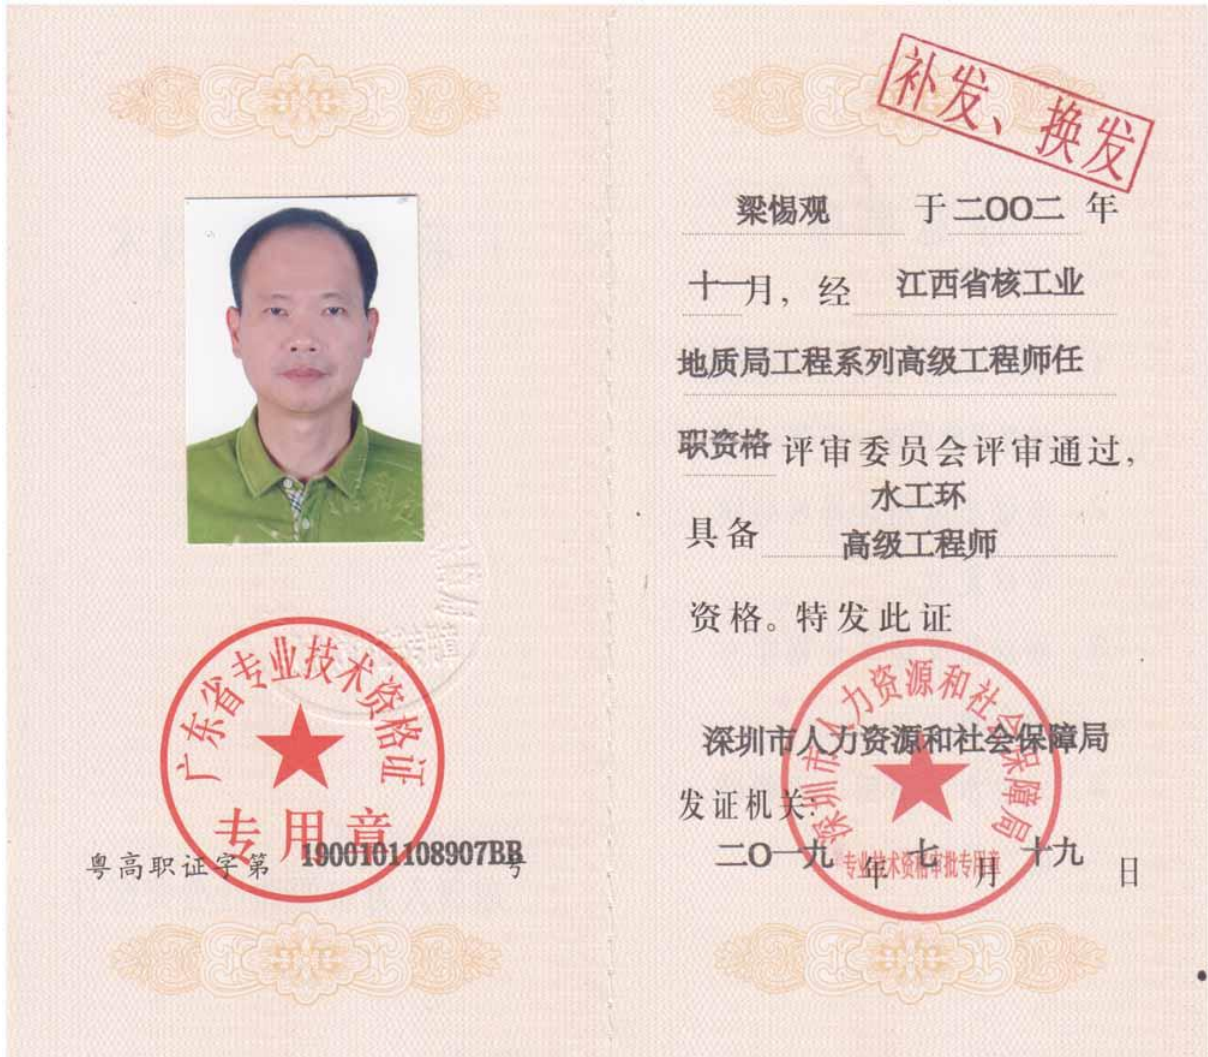 广东省专业技术资格证
专用章
粤高职证字第 1900101108907BB 号
补发、换发
梁惕观 于二〇〇二 年
十一月，经 江西省核工业
地质局工程系列高级工程师任
职资格 评审委员会评审通过，
水工环
具备 高级工程师
资格。特发此证
深圳市人力资源和社会保障局
深圳市人力资源和社会保障局
发证机关：
二〇一九 年 七 月 十九 日
专业技术资格审批专用章